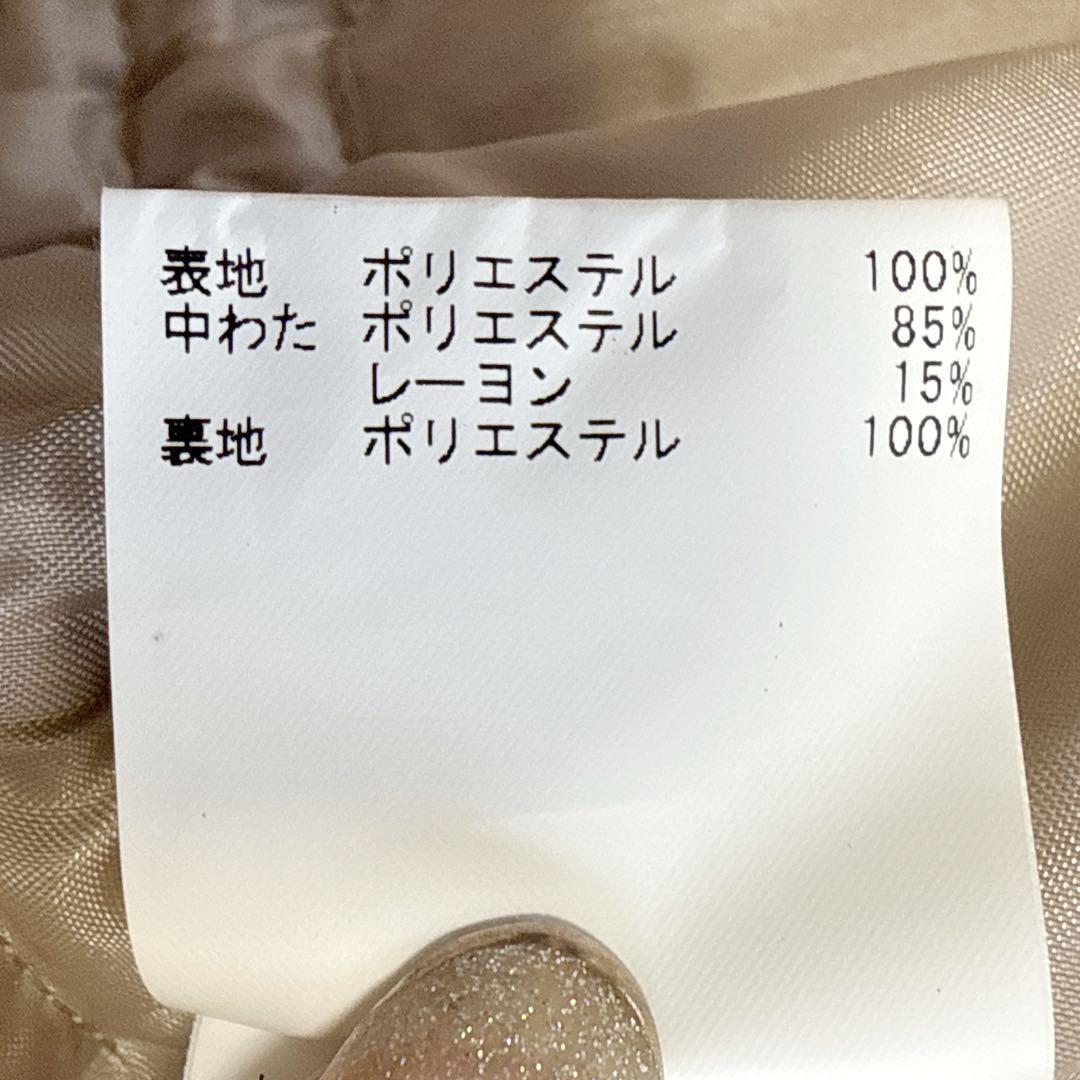 表地 ポリエステル 100%
中わた ポリエステル 85%
レーヨン 15%
裏地 ポリエステル 100%